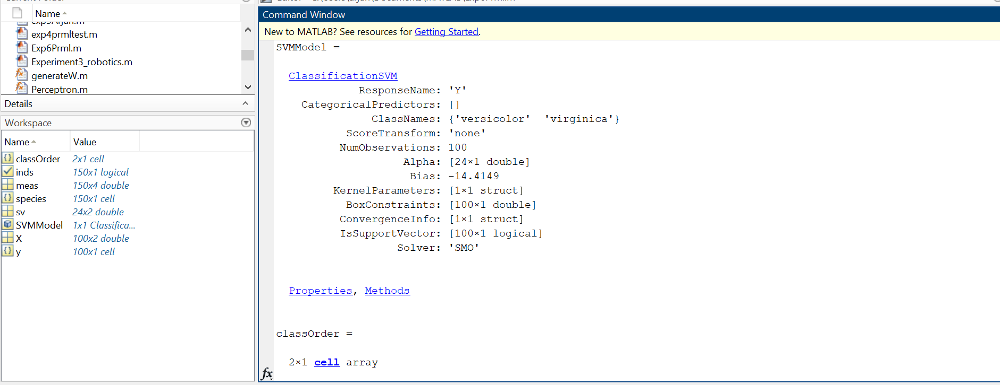 Name
exp4prmltest.m
Exp6Prml.m
Experiment3_robotics.m
generateW.m
Perceptron.m
Details
Workspace
Name Value
classOrder 2x1 cell
inds 150x1 logical
meas 150x4 double
species 150x1 cell
sv 24x2 double
SVMModel 1x1 Classifica...
X 100x2 double
y 100x1 cell
Command Window
New to MATLAB? See resources for Getting Started.
SVMModel =
ClassificationSVM
ResponseName: 'Y'
CategoricalPredictors: []
ClassNames: {'versicolor' 'virginica'}
ScoreTransform: 'none'
NumObservations: 100
Alpha: [24×1 double]
Bias: -14.4149
KernelParameters: [1×1 struct]
BoxConstraints: [100×1 double]
ConvergenceInfo: [1×1 struct]
IsSupportVector: [100×1 logical]
Solver: 'SMO'
Properties, Methods
classOrder =
2×1 cell array
fx